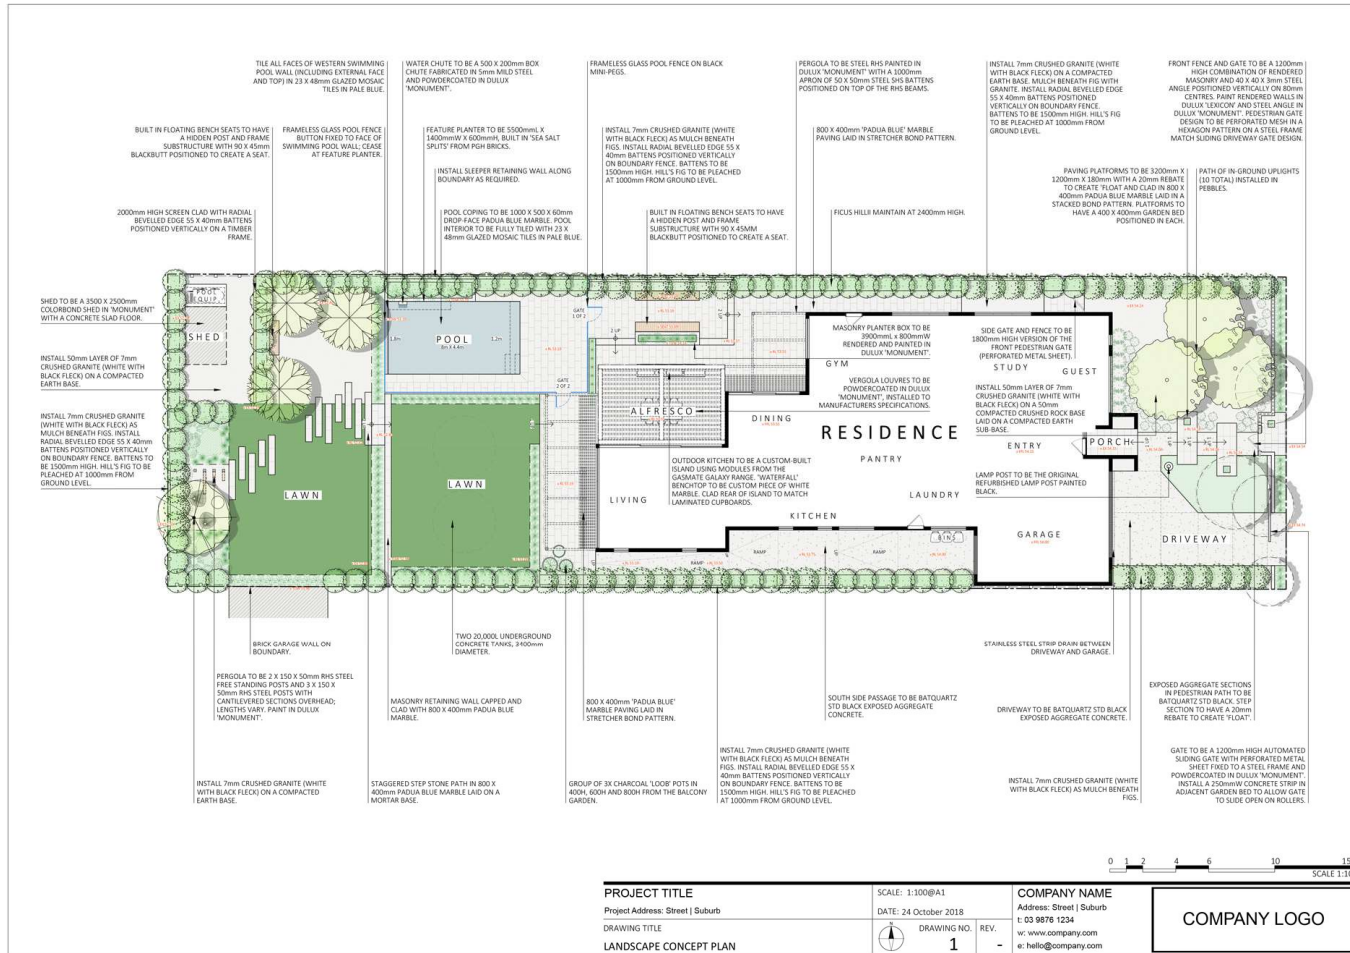 TILE ALL FACES OF WESTERN SWIMMING
POOL WALL (INCLUDING EXTERNAL FACE
AND TOP) IN 23 X 48mm GLAZED MOSAIC
TILES IN PALE BLUE.
WATER CHUTE TO BE A 500 X 200mm BOX
CHUTE FABRICATED IN 5mm MILD STEEL
AND POWDERCOATED IN DULUX
'MONUMENT'.
FRAMELESS GLASS POOL FENCE ON BLACK
MINI-PEGS.
PERGOLA TO BE STEEL RHS PAINTED IN
DULUX 'MONUMENT' WITH A 1000mm
APRON OF 50 X 50mm STEEL SHS BATTENS
POSITIONED ON TOP OF THE RHS BEAMS.
INSTALL 7mm CRUSHED GRANITE (WHITE
WITH BLACK FLECK) ON A COMPACTED
EARTH BASE. MULCH BENEATH FIG WITH
GRANITE. INSTALL RADIAL BEVELLED EDGE
55 X 40mm BATTENS POSITIONED
VERTICALLY ON BOUNDARY FENCE.
BATTENS TO BE 1500mm HIGH. HILL'S FIG
TO BE PLEACHED AT 1000mm FROM
GROUND LEVEL.
FRONT FENCE AND GATE TO BE A 1200mm
HIGH COMBINATION OF RENDERED
MASONRY AND 40 X 40 X 3mm STEEL
ANGLE POSITIONED VERTICALLY ON 80mm
CENTRES. PAINT RENDERED WALLS IN
DULUX 'LEXICON' AND STEEL ANGLE IN
DULUX 'MONUMENT'. PEDESTRIAN GATE
DESIGN TO BE PERFORATED MESH IN A
HEXAGON PATTERN ON A STEEL FRAME
MATCH SLIDING DRIVEWAY GATE DESIGN.
BUILT IN FLOATING BENCH SEATS TO HAVE
A HIDDEN POST AND FRAME
SUBSTRUCTURE WITH 90 X 45mm
BLACKBUTT POSITIONED TO CREATE A SEAT.
FRAMELESS GLASS POOL FENCE
BUTTON FIXED TO FACE OF
SWIMMING POOL WALL; CEASE
AT FEATURE PLANTER.
FEATURE PLANTER TO BE 5500mmL X
1400mmW X 600mmH, BUILT IN 'SEA SALT
SPLITS' FROM PGH BRICKS.
INSTALL 7mm CRUSHED GRANITE (WHITE
WITH BLACK FLECK) AS MULCH BENEATH
FIGS. INSTALL RADIAL BEVELLED EDGE 55 X
40mm BATTENS POSITIONED VERTICALLY
ON BOUNDARY FENCE. BATTENS TO BE
1500mm HIGH. HILL'S FIG TO BE PLEACHED
AT 1000mm FROM GROUND LEVEL.
800 X 400mm 'PADUA BLUE' MARBLE
PAVING LAID IN STRETCHER BOND PATTERN.
INSTALL SLEEPER RETAINING WALL ALONG
BOUNDARY AS REQUIRED.
PAVING PLATFORMS TO BE 3200mm X
1200mm X 180mm WITH A 20mm REBATE
TO CREATE 'FLOAT AND CLAD IN 800 X
400mm PADUA BLUE MARBLE LAID IN A
STACKED BOND PATTERN. PLATFORMS TO
HAVE A 400 X 400mm GARDEN BED
POSITIONED IN EACH.
PATH OF IN-GROUND UPLIGHTS
(10 TOTAL) INSTALLED IN
PEBBLES.
2000mm HIGH SCREEN CLAD WITH RADIAL
BEVELLED EDGE 55 X 40mm BATTENS
POSITIONED VERTICALLY ON A TIMBER
FRAME.
POOL COPING TO BE 1000 X 500 X 60mm
DROP-FACE PADUA BLUE MARBLE. POOL
INTERIOR TO BE FULLY TILED WITH 23 X
48mm GLAZED MOSAIC TILES IN PALE BLUE.
BUILT IN FLOATING BENCH SEATS TO HAVE
A HIDDEN POST AND FRAME
SUBSTRUCTURE WITH 90 X 45MM
BLACKBUTT POSITIONED TO CREATE A SEAT.
FICUS HILLII MAINTAIN AT 2400mm HIGH.
SHED TO BE A 3500 X 2500mm
COLORBOND SHED IN 'MONUMENT'
WITH A CONCRETE SLAD FLOOR.
INSTALL 50mm LAYER OF 7mm
CRUSHED GRANITE (WHITE WITH
BLACK FLECK) ON A COMPACTED
EARTH BASE.
INSTALL 7mm CRUSHED GRANITE
(WHITE WITH BLACK FLECK) AS
MULCH BENEATH FIGS. INSTALL
RADIAL BEVELLED EDGE 55 X 40mm
BATTENS POSITIONED VERTICALLY
ON BOUNDARY FENCE. BATTENS TO
BE 1500mm HIGH. HILL'S FIG TO BE
PLEACHED AT 1000mm FROM
GROUND LEVEL.
POOL
EQUIP.
SHED
POOL
8m X 4.4m
GATE
1 OF 2
GATE
2 OF 2
2 UP
2 UP
MASONRY PLANTER BOX TO BE
3900mmL x 800mmW
RENDERED AND PAINTED IN
DULUX 'MONUMENT'.
SIDE GATE AND FENCE TO BE
1800mm HIGH VERSION OF THE
FRONT PEDESTRIAN GATE
(PERFORATED METAL SHEET).
GYM
STUDY
GUEST
VERGOLA LOUVRES TO BE
POWDERCOATED IN DULUX
'MONUMENT', INSTALLED TO
MANUFACTURERS SPECIFICATIONS.
INSTALL 50mm LAYER OF 7mm
CRUSHED GRANITE (WHITE
WITH BLACK FLECK) ON A 50mm
COMPACTED CRUSHED ROCK BASE
LAID ON A COMPACTED EARTH
SUB-BASE.
ALFRESCO
DINING
RESIDENCE
ENTRY
PORCH
PANTRY
OUTDOOR KITCHEN TO BE A CUSTOM-BUILT
ISLAND USING MODULES FROM THE
GASMATE GALAXY RANGE. 'WATERFALL'
BENCHTOP TO BE CUSTOM PIECE OF WHITE
MARBLE. CLAD REAR OF ISLAND TO MATCH
LAMINATED CUPBOARDS.
LAMP POST TO BE THE ORIGINAL
REFURBISHED LAMP POST PAINTED
BLACK.
LAWN
LAWN
LIVING
LAUNDRY
KITCHEN
GARAGE
BINS
DRIVEWAY
RAMP
RAMP
RAMP
BRICK GARAGE WALL ON
BOUNDARY.
TWO 20,000L UNDERGROUND
CONCRETE TANKS, 3400mm
DIAMETER.
STAINLESS STEEL STRIP DRAIN BETWEEN
DRIVEWAY AND GARAGE.
PERGOLA TO BE 2 X 150 X 50mm RHS STEEL
FREE STANDING POSTS AND 3 X 150 X
50mm RHS STEEL POSTS WITH
CANTILEVERED SECTIONS OVERHEAD;
LENGTHS VARY. PAINT IN DULUX
'MONUMENT'.
MASONRY RETAINING WALL CAPPED AND
CLAD WITH 800 X 400mm PADUA BLUE
MARBLE.
800 X 400mm 'PADUA BLUE'
MARBLE PAVING LAID IN
STRETCHER BOND PATTERN.
SOUTH SIDE PASSAGE TO BE BATQUARTZ
STD BLACK EXPOSED AGGREGATE
CONCRETE.
DRIVEWAY TO BE BATQUARTZ STD BLACK
EXPOSED AGGREGATE CONCRETE.
EXPOSED AGGREGATE SECTIONS
IN PEDESTRIAN PATH TO BE
BATQUARTZ STD BLACK. STEP
SECTION TO HAVE A 20mm
REBATE TO CREATE 'FLOAT'.
INSTALL 7mm CRUSHED GRANITE (WHITE
WITH BLACK FLECK) ON A COMPACTED
EARTH BASE.
STAGGERED STEP STONE PATH IN 800 X
400mm PADUA BLUE MARBLE LAID ON A
MORTAR BASE.
GROUP OF 3X CHARCOAL 'LOOB' POTS IN
400H, 600H AND 800H FROM THE BALCONY
GARDEN.
INSTALL 7mm CRUSHED GRANITE (WHITE
WITH BLACK FLECK) AS MULCH BENEATH
FIGS. INSTALL RADIAL BEVELLED EDGE 55 X
40mm BATTENS POSITIONED VERTICALLY
ON BOUNDARY FENCE. BATTENS TO BE
1500mm HIGH. HILL'S FIG TO BE PLEACHED
AT 1000mm FROM GROUND LEVEL.
INSTALL 7mm CRUSHED GRANITE (WHITE
WITH BLACK FLECK) AS MULCH BENEATH
FIGS.
GATE TO BE A 1200mm HIGH AUTOMATED
SLIDING GATE WITH PERFORATED METAL
SHEET FIXED TO A STEEL FRAME AND
POWDERCOATED IN DULUX 'MONUMENT'.
INSTALL A 250mmW CONCRETE STRIP IN
ADJACENT GARDEN BED TO ALLOW GATE
TO SLIDE OPEN ON ROLLERS.
0 1 2 4 6 10 15
SCALE 1:10
PROJECT TITLE
Project Address: Street | Suburb
DRAWING TITLE
LANDSCAPE CONCEPT PLAN
SCALE: 1:100@A1
DATE: 24 October 2018
N
DRAWING NO.
1
REV.
-
COMPANY NAME
Address: Street | Suburb
t: 03 9876 1234
w: www.company.com
e: hello@company.com
COMPANY LOGO